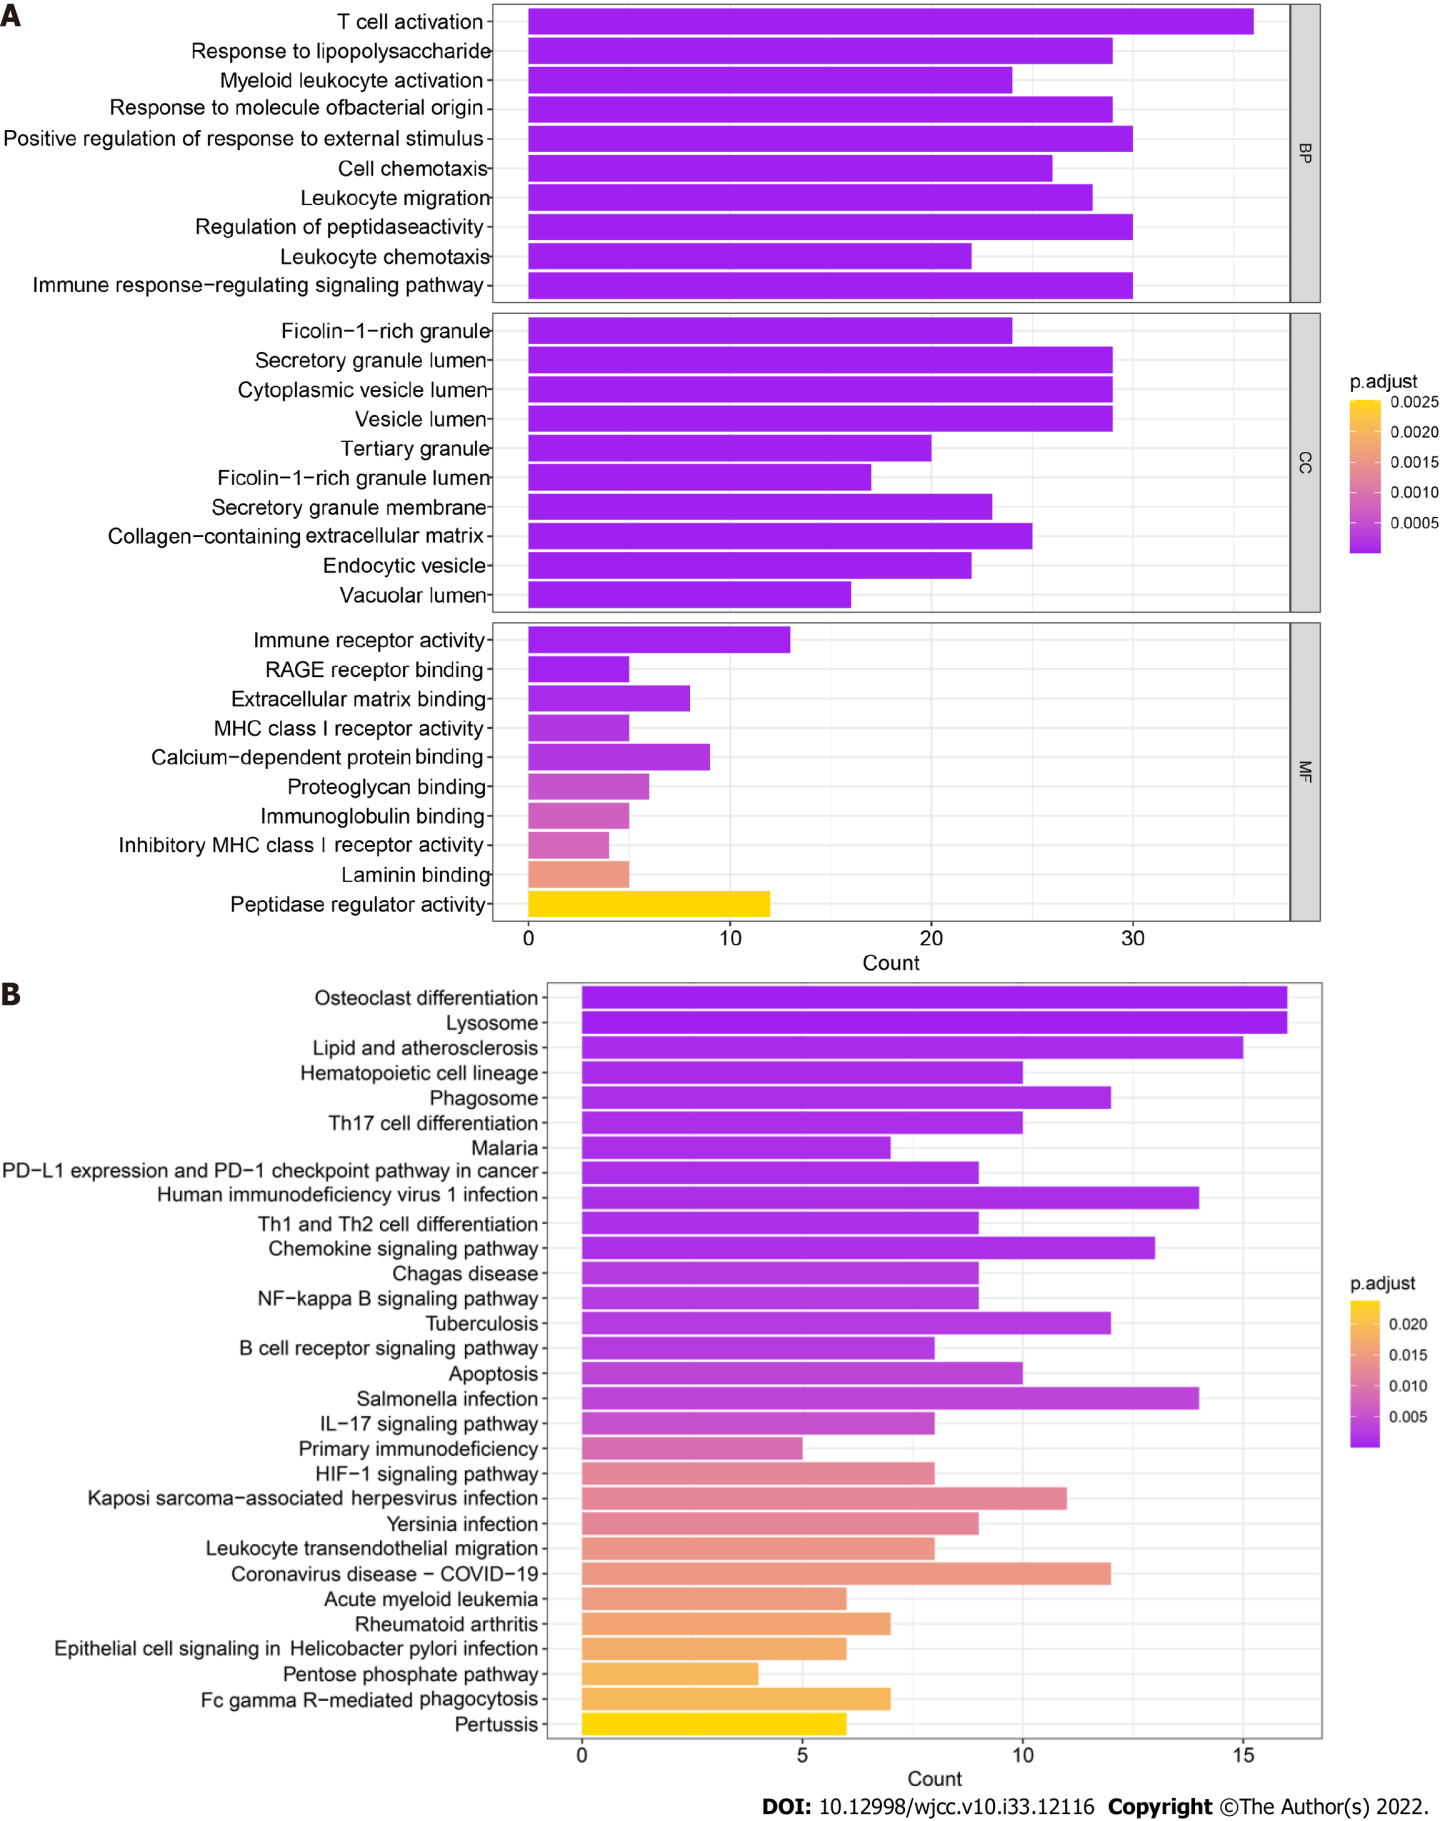 A
T cell activation
Response to lipopolysaccharide
Myeloid leukocyte activation
Response to molecule ofbacterial origin
Positive regulation of response to external stimulus
Cell chemotaxis
Leukocyte migration
Regulation of peptidaseactivity
Leukocyte chemotaxis
Immune response−regulating signaling pathway
BP
Ficolin−1−rich granule
Secretory granule lumen
Cytoplasmic vesicle lumen
Vesicle lumen
Tertiary granule
Ficolin−1−rich granule lumen
Secretory granule membrane
Collagen−containing extracellular matrix
Endocytic vesicle
Vacuolar lumen
CC
Immune receptor activity
RAGE receptor binding
Extracellular matrix binding
MHC class I receptor activity
Calcium−dependent protein binding
Proteoglycan binding
Immunoglobulin binding
Inhibitory MHC class I receptor activity
Laminin binding
Peptidase regulator activity
MF
0 10 20 30
Count
p.adjust
0.0025
0.0020
0.0015
0.0010
0.0005
B
Osteoclast differentiation
Lysosome
Lipid and atherosclerosis
Hematopoietic cell lineage
Phagosome
Th17 cell differentiation
Malaria
PD−L1 expression and PD−1 checkpoint pathway in cancer
Human immunodeficiency virus 1 infection
Th1 and Th2 cell differentiation
Chemokine signaling pathway
Chagas disease
NF−kappa B signaling pathway
Tuberculosis
B cell receptor signaling pathway
Apoptosis
Salmonella infection
IL−17 signaling pathway
Primary immunodeficiency
HIF−1 signaling pathway
Kaposi sarcoma−associated herpesvirus infection
Yersinia infection
Leukocyte transendothelial migration
Coronavirus disease − COVID−19
Acute myeloid leukemia
Rheumatoid arthritis
Epithelial cell signaling in Helicobacter pylori infection
Pentose phosphate pathway
Fc gamma R−mediated phagocytosis
Pertussis
0 5 10 15
Count
p.adjust
0.020
0.015
0.010
0.005
DOI: 10.12998/wjcc.v10.i33.12116 Copyright ©The Author(s) 2022.